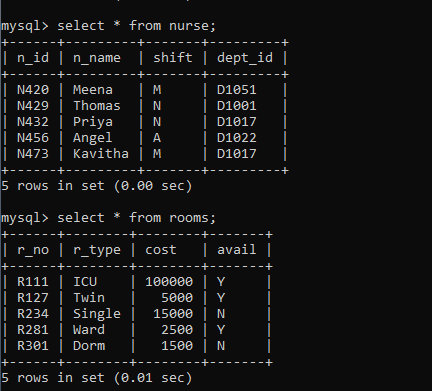 mysql> select * from nurse;
+------+---------+-------+---------+
| n_id | n_name  | shift | dept_id |
+------+---------+-------+---------+
| N420 | Meena   | M     | D1051   |
| N429 | Thomas  | N     | D1001   |
| N432 | Priya   | N     | D1017   |
| N456 | Angel   | A     | D1022   |
| N473 | Kavitha | M     | D1017   |
+------+---------+-------+---------+
5 rows in set (0.00 sec)
mysql> select * from rooms;
+------+--------+--------+-------+
| r_no | r_type | cost   | avail |
+------+--------+--------+-------+
| R111 | ICU    | 100000 | Y     |
| R127 | Twin   |   5000 | Y     |
| R234 | Single |  15000 | N     |
| R281 | Ward   |   2500 | Y     |
| R301 | Dorm   |   1500 | N     |
+------+--------+--------+-------+
5 rows in set (0.01 sec)